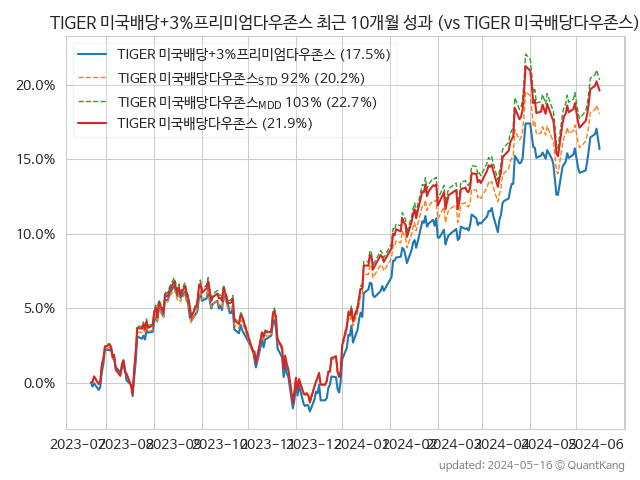 TIGER 미국배당+3%프리미엄다우존스 최근 10개월 성과 (vs TIGER 미국배당다우존스)
TIGER 미국배당+3%프리미엄다우존스 (17.5%)
TIGER 미국배당다우존스STD 92% (20.2%)
TIGER 미국배당다우존스MDD 103% (22.7%)
TIGER 미국배당다우존스 (21.9%)
20.0%
15.0%
10.0%
5.0%
0.0%
2023-07 2023-08 2023-09 2023-10 2023-11 2023-12 2024-01 2024-02 2024-03 2024-04 2024-05 2024-06
updated: 2024-05-16 © QuantKang